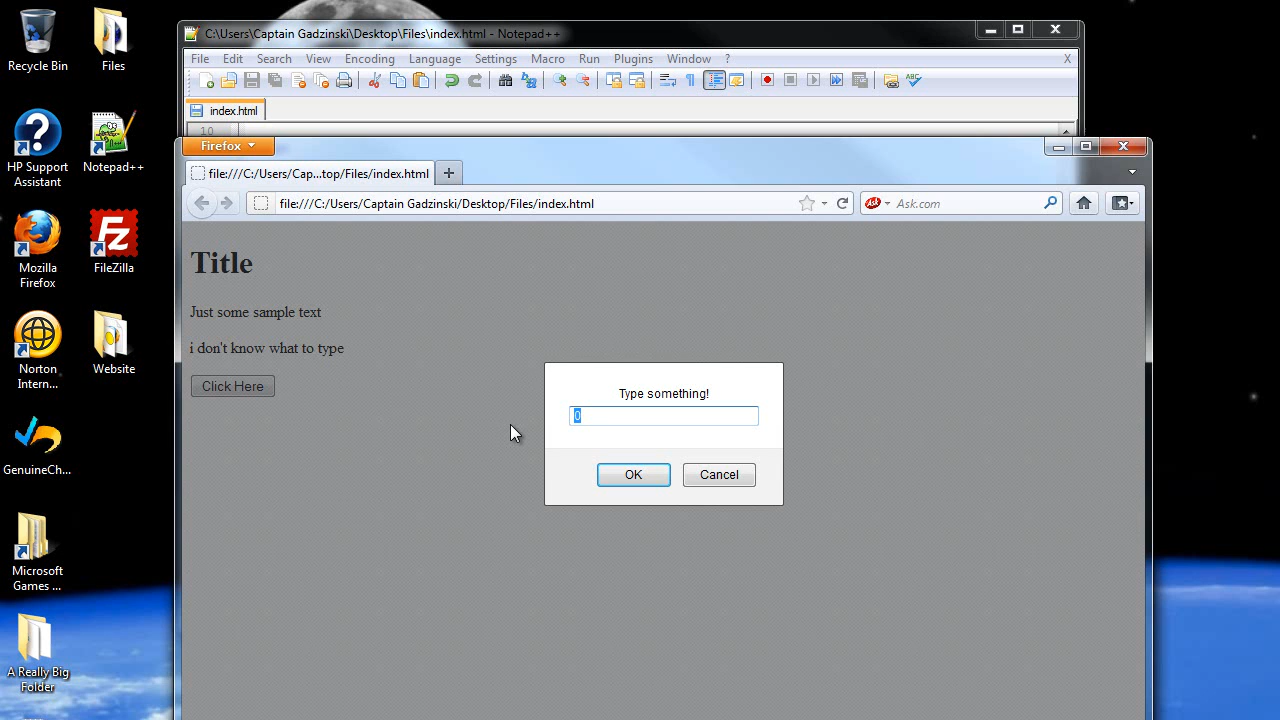 Recycle Bin
Files
HP Support
Assistant
Notepad++
Mozilla
Firefox
FileZilla
Norton
Intern...
Website
GenuineCh...
Microsoft
Games ...
A Really Big
Folder
C:\Users\Captain Gadzinski\Desktop\Files\index.html - Notepad++
File Edit Search View Encoding Language Settings Macro Run Plugins Window ? X
index.html
10
Firefox
file:///C:/Users/Cap...top/Files/index.html
file:///C:/Users/Captain Gadzinski/Desktop/Files/index.html
Ask Ask.com
Title
Just some sample text
i don't know what to type
Click Here
Type something!
0
OK Cancel